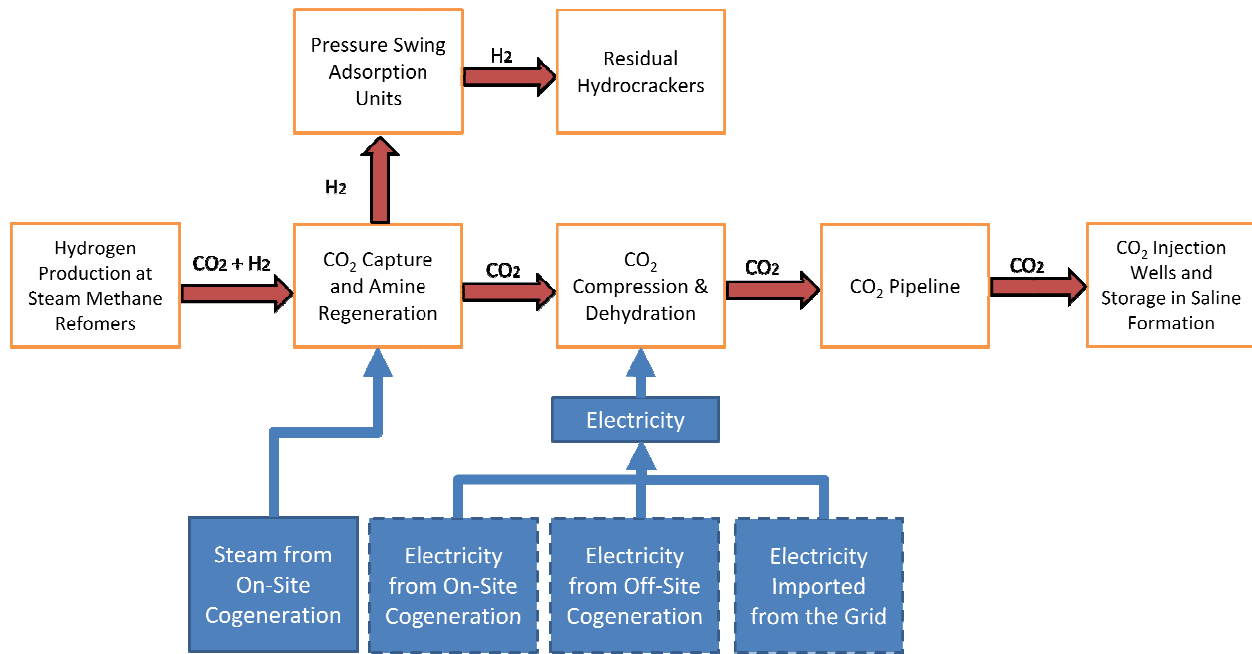 Pressure Swing
Adsorption
Units
H2
Residual
Hydrocrackers
H2
Hydrogen
Production at
Steam Methane
Refomers
CO2 + H2
CO2 Capture
and Amine
Regeneration
CO2
CO2
Compression &
Dehydration
CO2
CO2 Pipeline
CO2
CO2 Injection
Wells and
Storage in Saline
Formation
Electricity
Steam from
On-Site
Cogeneration
Electricity
from On-Site
Cogeneration
Electricity
from Off-Site
Cogeneration
Electricity
Imported
from the Grid